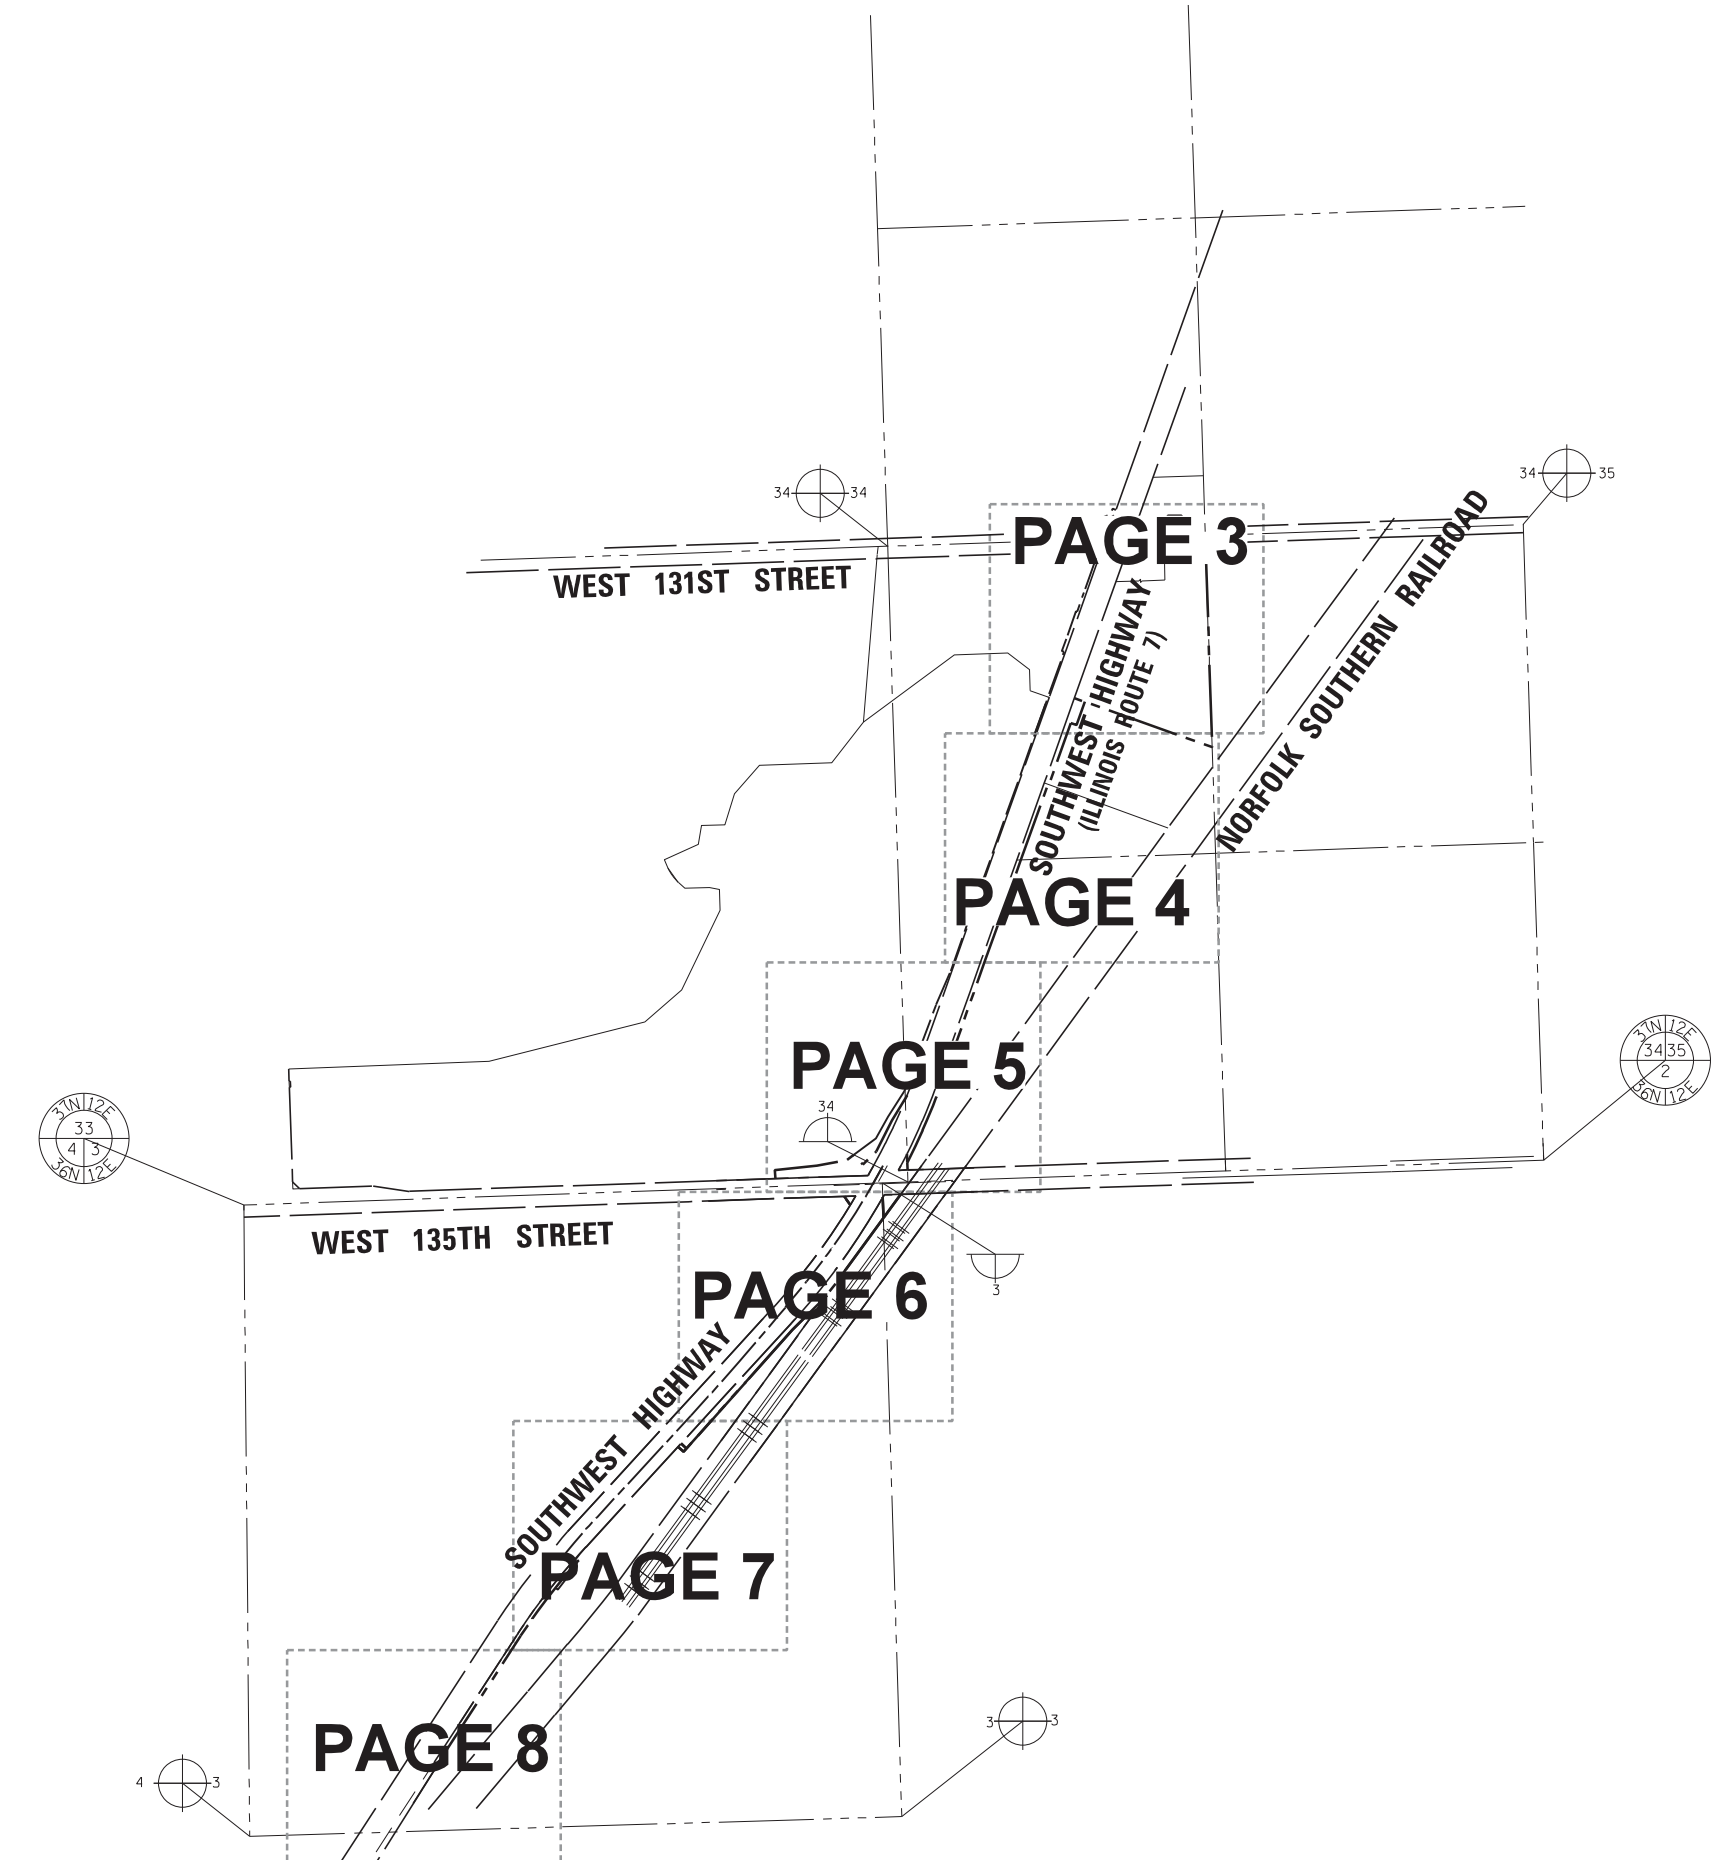 34 34
34 35
PAGE 3
WEST 131ST STREET
SOUTHWEST HIGHWAY
(ILLINOIS ROUTE 7)
NORFOLK SOUTHERN RAILROAD
PAGE 4
PAGE 5
37N 12E
34 35
2
36N 12E
34
37N 12E
33
4 3
36N 12E
WEST 135TH STREET
3
PAGE 6
SOUTHWEST HIGHWAY
PAGE 7
3 3
PAGE 8
4 3